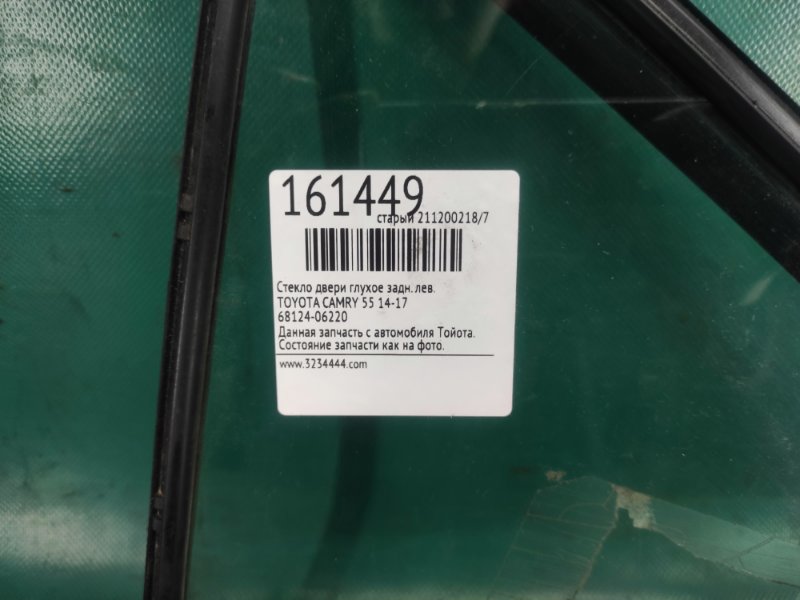 161449
старый 211200218/7
Стекло двери глухое задн. лев.
TOYOTA CAMRY 55 14-17
68124-06220
Данная запчасть с автомобиля Тойота.
Состояние запчасти как на фото.
www.3234444.com